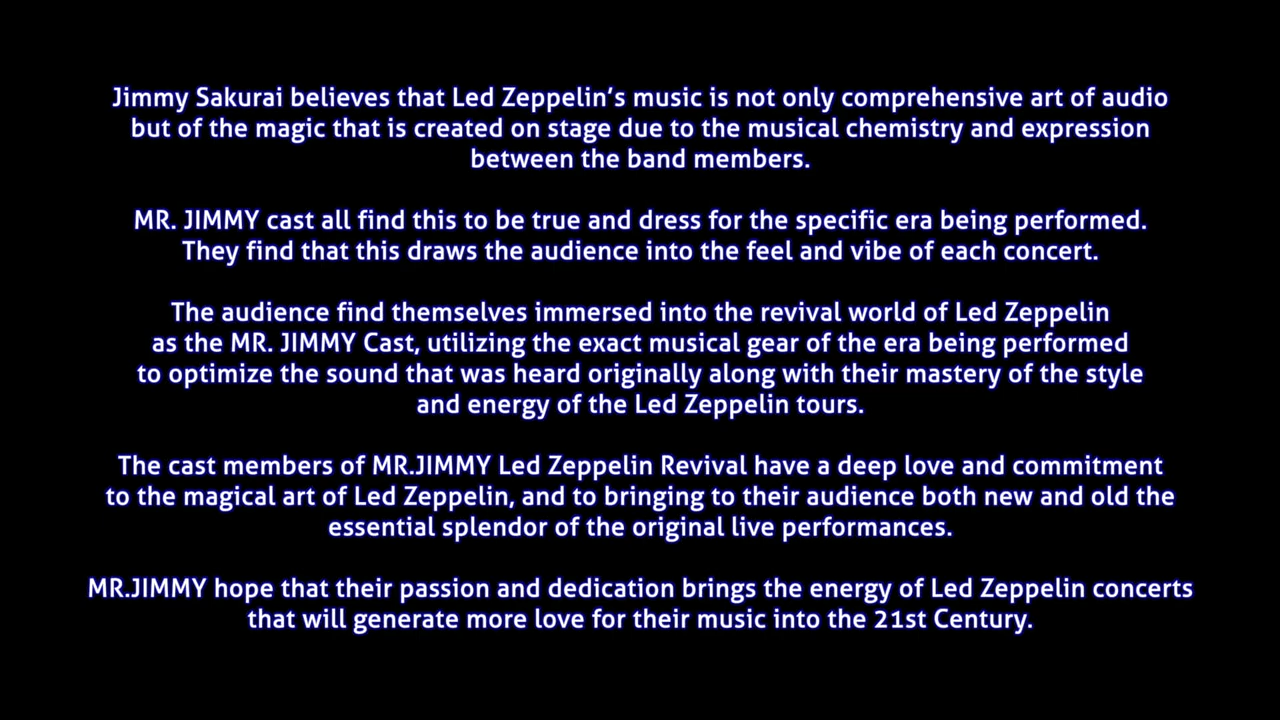 Jimmy Sakurai believes that Led Zeppelin’s music is not only comprehensive art of audio
but of the magic that is created on stage due to the musical chemistry and expression
between the band members.
MR. JIMMY cast all find this to be true and dress for the specific era being performed.
They find that this draws the audience into the feel and vibe of each concert.
The audience find themselves immersed into the revival world of Led Zeppelin
as the MR. JIMMY Cast, utilizing the exact musical gear of the era being performed
to optimize the sound that was heard originally along with their mastery of the style
and energy of the Led Zeppelin tours.
The cast members of MR.JIMMY Led Zeppelin Revival have a deep love and commitment
to the magical art of Led Zeppelin, and to bringing to their audience both new and old the
essential splendor of the original live performances.
MR.JIMMY hope that their passion and dedication brings the energy of Led Zeppelin concerts
that will generate more love for their music into the 21st Century.